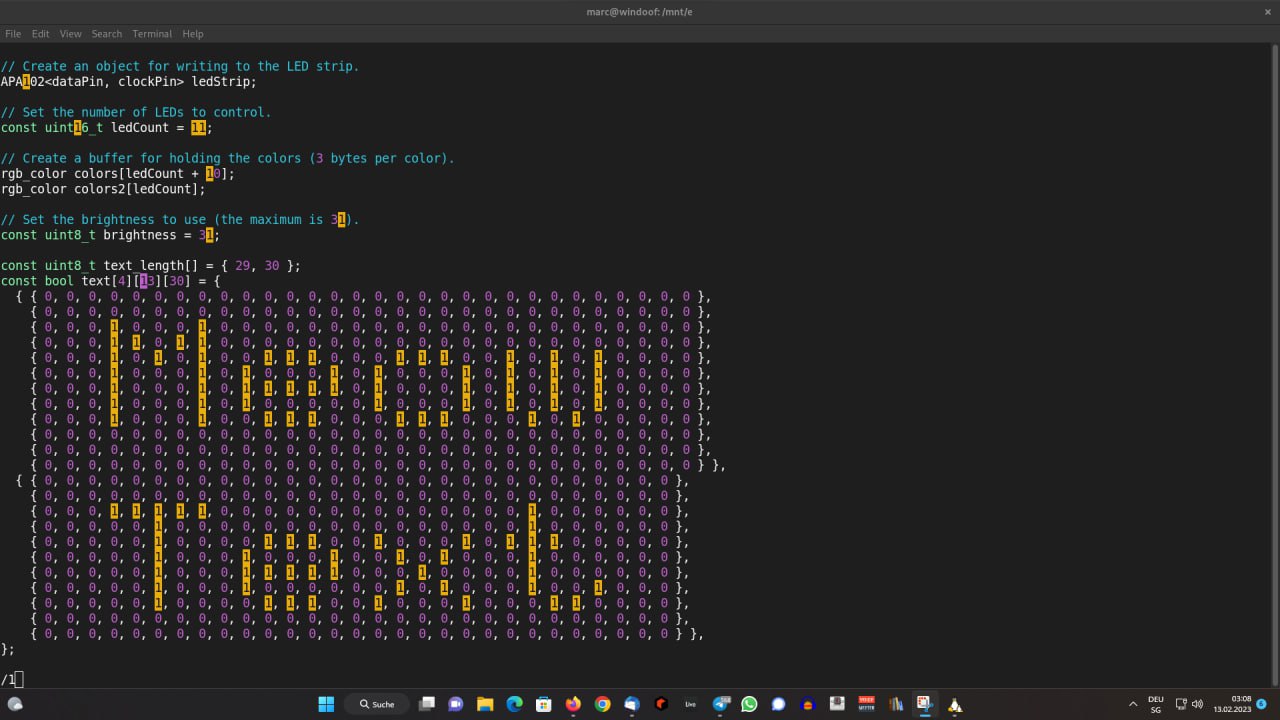 marc@windoof: /mnt/e
File Edit View Search Terminal Help
// Create an object for writing to the LED strip.
APA102<dataPin, clockPin> ledStrip;
// Set the number of LEDs to control.
const uint16_t ledCount = 11;
// Create a buffer for holding the colors (3 bytes per color).
rgb_color colors[ledCount + 10];
rgb_color colors2[ledCount];
// Set the brightness to use (the maximum is 31).
const uint8_t brightness = 31;
const uint8_t text_length[] = { 29, 30 };
const bool text[4][13][30] = {
{ { 0, 0, 0, 0, 0, 0, 0, 0, 0, 0, 0, 0, 0, 0, 0, 0, 0, 0, 0, 0, 0, 0, 0, 0, 0, 0, 0, 0, 0, 0 },
{ 0, 0, 0, 0, 0, 0, 0, 0, 0, 0, 0, 0, 0, 0, 0, 0, 0, 0, 0, 0, 0, 0, 0, 0, 0, 0, 0, 0, 0, 0 },
{ 0, 0, 0, 1, 0, 0, 0, 1, 0, 0, 0, 0, 0, 0, 0, 0, 0, 0, 0, 0, 0, 0, 0, 0, 0, 0, 0, 0, 0, 0 },
{ 0, 0, 0, 1, 1, 0, 1, 1, 0, 0, 0, 0, 0, 0, 0, 0, 0, 0, 0, 0, 0, 0, 0, 0, 0, 0, 0, 0, 0, 0 },
{ 0, 0, 0, 1, 0, 1, 0, 1, 0, 0, 1, 1, 1, 0, 0, 0, 1, 1, 1, 0, 0, 1, 0, 1, 0, 1, 0, 0, 0, 0 },
{ 0, 0, 0, 1, 0, 0, 0, 1, 0, 1, 0, 0, 0, 1, 0, 1, 0, 0, 0, 1, 0, 1, 0, 1, 0, 1, 0, 0, 0, 0 },
{ 0, 0, 0, 1, 0, 0, 0, 1, 0, 1, 1, 1, 1, 1, 0, 1, 0, 0, 0, 1, 0, 1, 0, 1, 0, 1, 0, 0, 0, 0 },
{ 0, 0, 0, 1, 0, 0, 0, 1, 0, 1, 0, 0, 0, 0, 0, 1, 0, 0, 0, 1, 0, 1, 0, 1, 0, 1, 0, 0, 0, 0 },
{ 0, 0, 0, 1, 0, 0, 0, 1, 0, 0, 1, 1, 1, 0, 0, 0, 1, 1, 1, 0, 0, 0, 1, 0, 1, 0, 0, 0, 0, 0 },
{ 0, 0, 0, 0, 0, 0, 0, 0, 0, 0, 0, 0, 0, 0, 0, 0, 0, 0, 0, 0, 0, 0, 0, 0, 0, 0, 0, 0, 0, 0 },
{ 0, 0, 0, 0, 0, 0, 0, 0, 0, 0, 0, 0, 0, 0, 0, 0, 0, 0, 0, 0, 0, 0, 0, 0, 0, 0, 0, 0, 0, 0 },
{ 0, 0, 0, 0, 0, 0, 0, 0, 0, 0, 0, 0, 0, 0, 0, 0, 0, 0, 0, 0, 0, 0, 0, 0, 0, 0, 0, 0, 0, 0 } },
{ { 0, 0, 0, 0, 0, 0, 0, 0, 0, 0, 0, 0, 0, 0, 0, 0, 0, 0, 0, 0, 0, 0, 0, 0, 0, 0, 0, 0, 0 },
{ 0, 0, 0, 0, 0, 0, 0, 0, 0, 0, 0, 0, 0, 0, 0, 0, 0, 0, 0, 0, 0, 0, 0, 0, 0, 0, 0, 0, 0 },
{ 0, 0, 0, 1, 1, 1, 1, 1, 0, 0, 0, 0, 0, 0, 0, 0, 0, 0, 0, 0, 0, 0, 1, 0, 0, 0, 0, 0, 0 },
{ 0, 0, 0, 0, 0, 1, 0, 0, 0, 0, 0, 0, 0, 0, 0, 0, 0, 0, 0, 0, 0, 0, 1, 0, 0, 0, 0, 0, 0 },
{ 0, 0, 0, 0, 0, 1, 0, 0, 0, 0, 1, 1, 1, 0, 0, 1, 0, 0, 0, 1, 0, 1, 1, 1, 0, 0, 0, 0, 0 },
{ 0, 0, 0, 0, 0, 1, 0, 0, 0, 1, 0, 0, 0, 1, 0, 0, 1, 0, 1, 0, 0, 0, 1, 0, 0, 0, 0, 0, 0 },
{ 0, 0, 0, 0, 0, 1, 0, 0, 0, 1, 1, 1, 1, 1, 0, 0, 0, 1, 0, 0, 0, 0, 1, 0, 0, 0, 0, 0, 0 },
{ 0, 0, 0, 0, 0, 1, 0, 0, 0, 1, 0, 0, 0, 0, 0, 0, 1, 0, 1, 0, 0, 0, 1, 0, 0, 1, 0, 0, 0 },
{ 0, 0, 0, 0, 0, 1, 0, 0, 0, 0, 1, 1, 1, 0, 0, 1, 0, 0, 0, 1, 0, 0, 0, 1, 1, 0, 0, 0, 0 },
{ 0, 0, 0, 0, 0, 0, 0, 0, 0, 0, 0, 0, 0, 0, 0, 0, 0, 0, 0, 0, 0, 0, 0, 0, 0, 0, 0, 0, 0 },
{ 0, 0, 0, 0, 0, 0, 0, 0, 0, 0, 0, 0, 0, 0, 0, 0, 0, 0, 0, 0, 0, 0, 0, 0, 0, 0, 0, 0, 0 } },
};
/1
Suche
Live
DEU
SG
03:08
13.02.2023